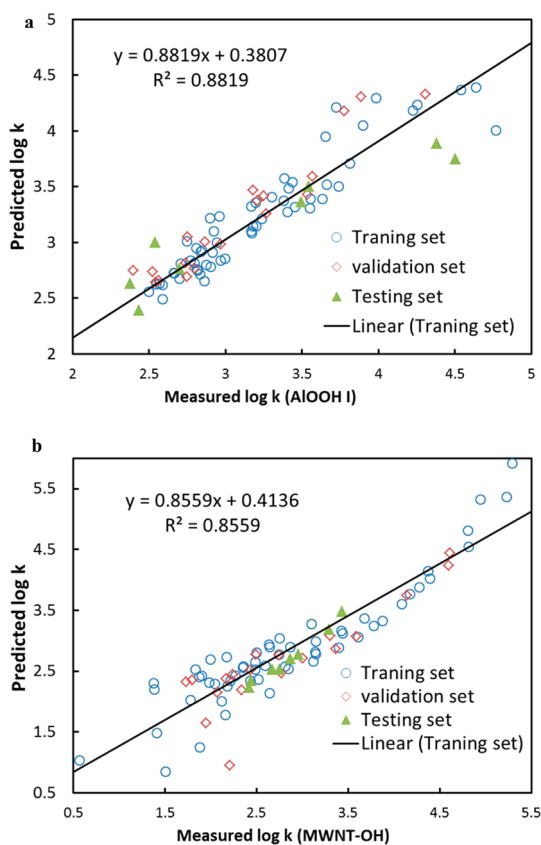 a
5
4.5
4
3.5
3
2.5
2
y = 0.8819x + 0.3807
R² = 0.8819
Traning set
validation set
Testing set
Linear (Traning set)
Predicted log k
2
2.5
3
3.5
4
4.5
5
Measured log k (AlOOH I)
b
5.5
4.5
3.5
2.5
1.5
0.5
y = 0.8559x + 0.4136
R² = 0.8559
Traning set
validation set
Testing set
Linear (Traning set)
Predicted log k
0.5
1.5
2.5
3.5
4.5
5.5
Measured log k (MWNT-OH)